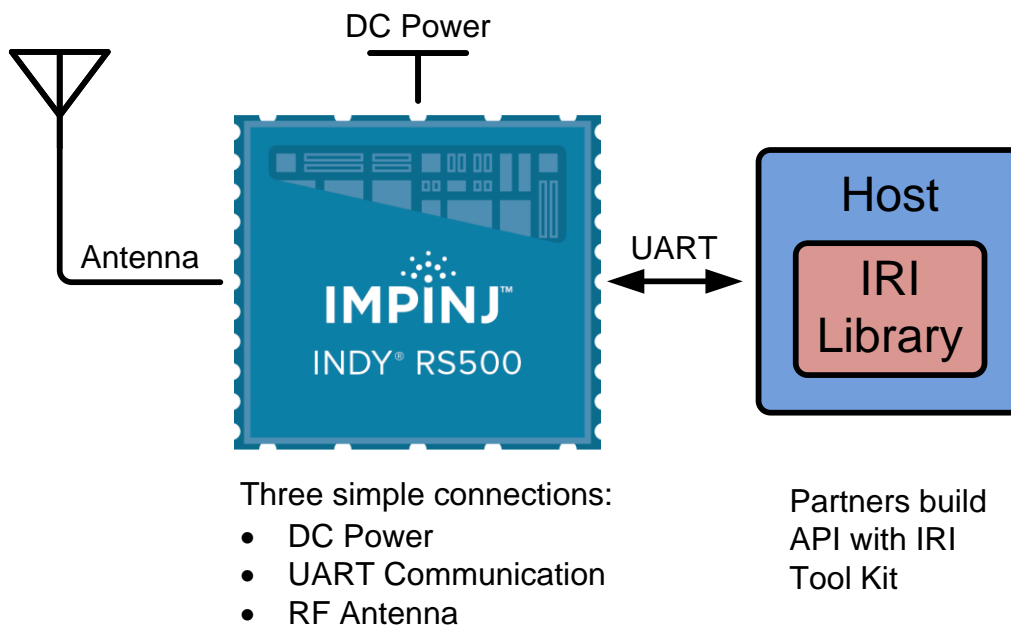 DC Power
Antenna
IMPINJ™
INDY® RS500
UART
Host
IRI
Library
Three simple connections:
• DC Power
• UART Communication
• RF Antenna
Partners build
API with IRI
Tool Kit